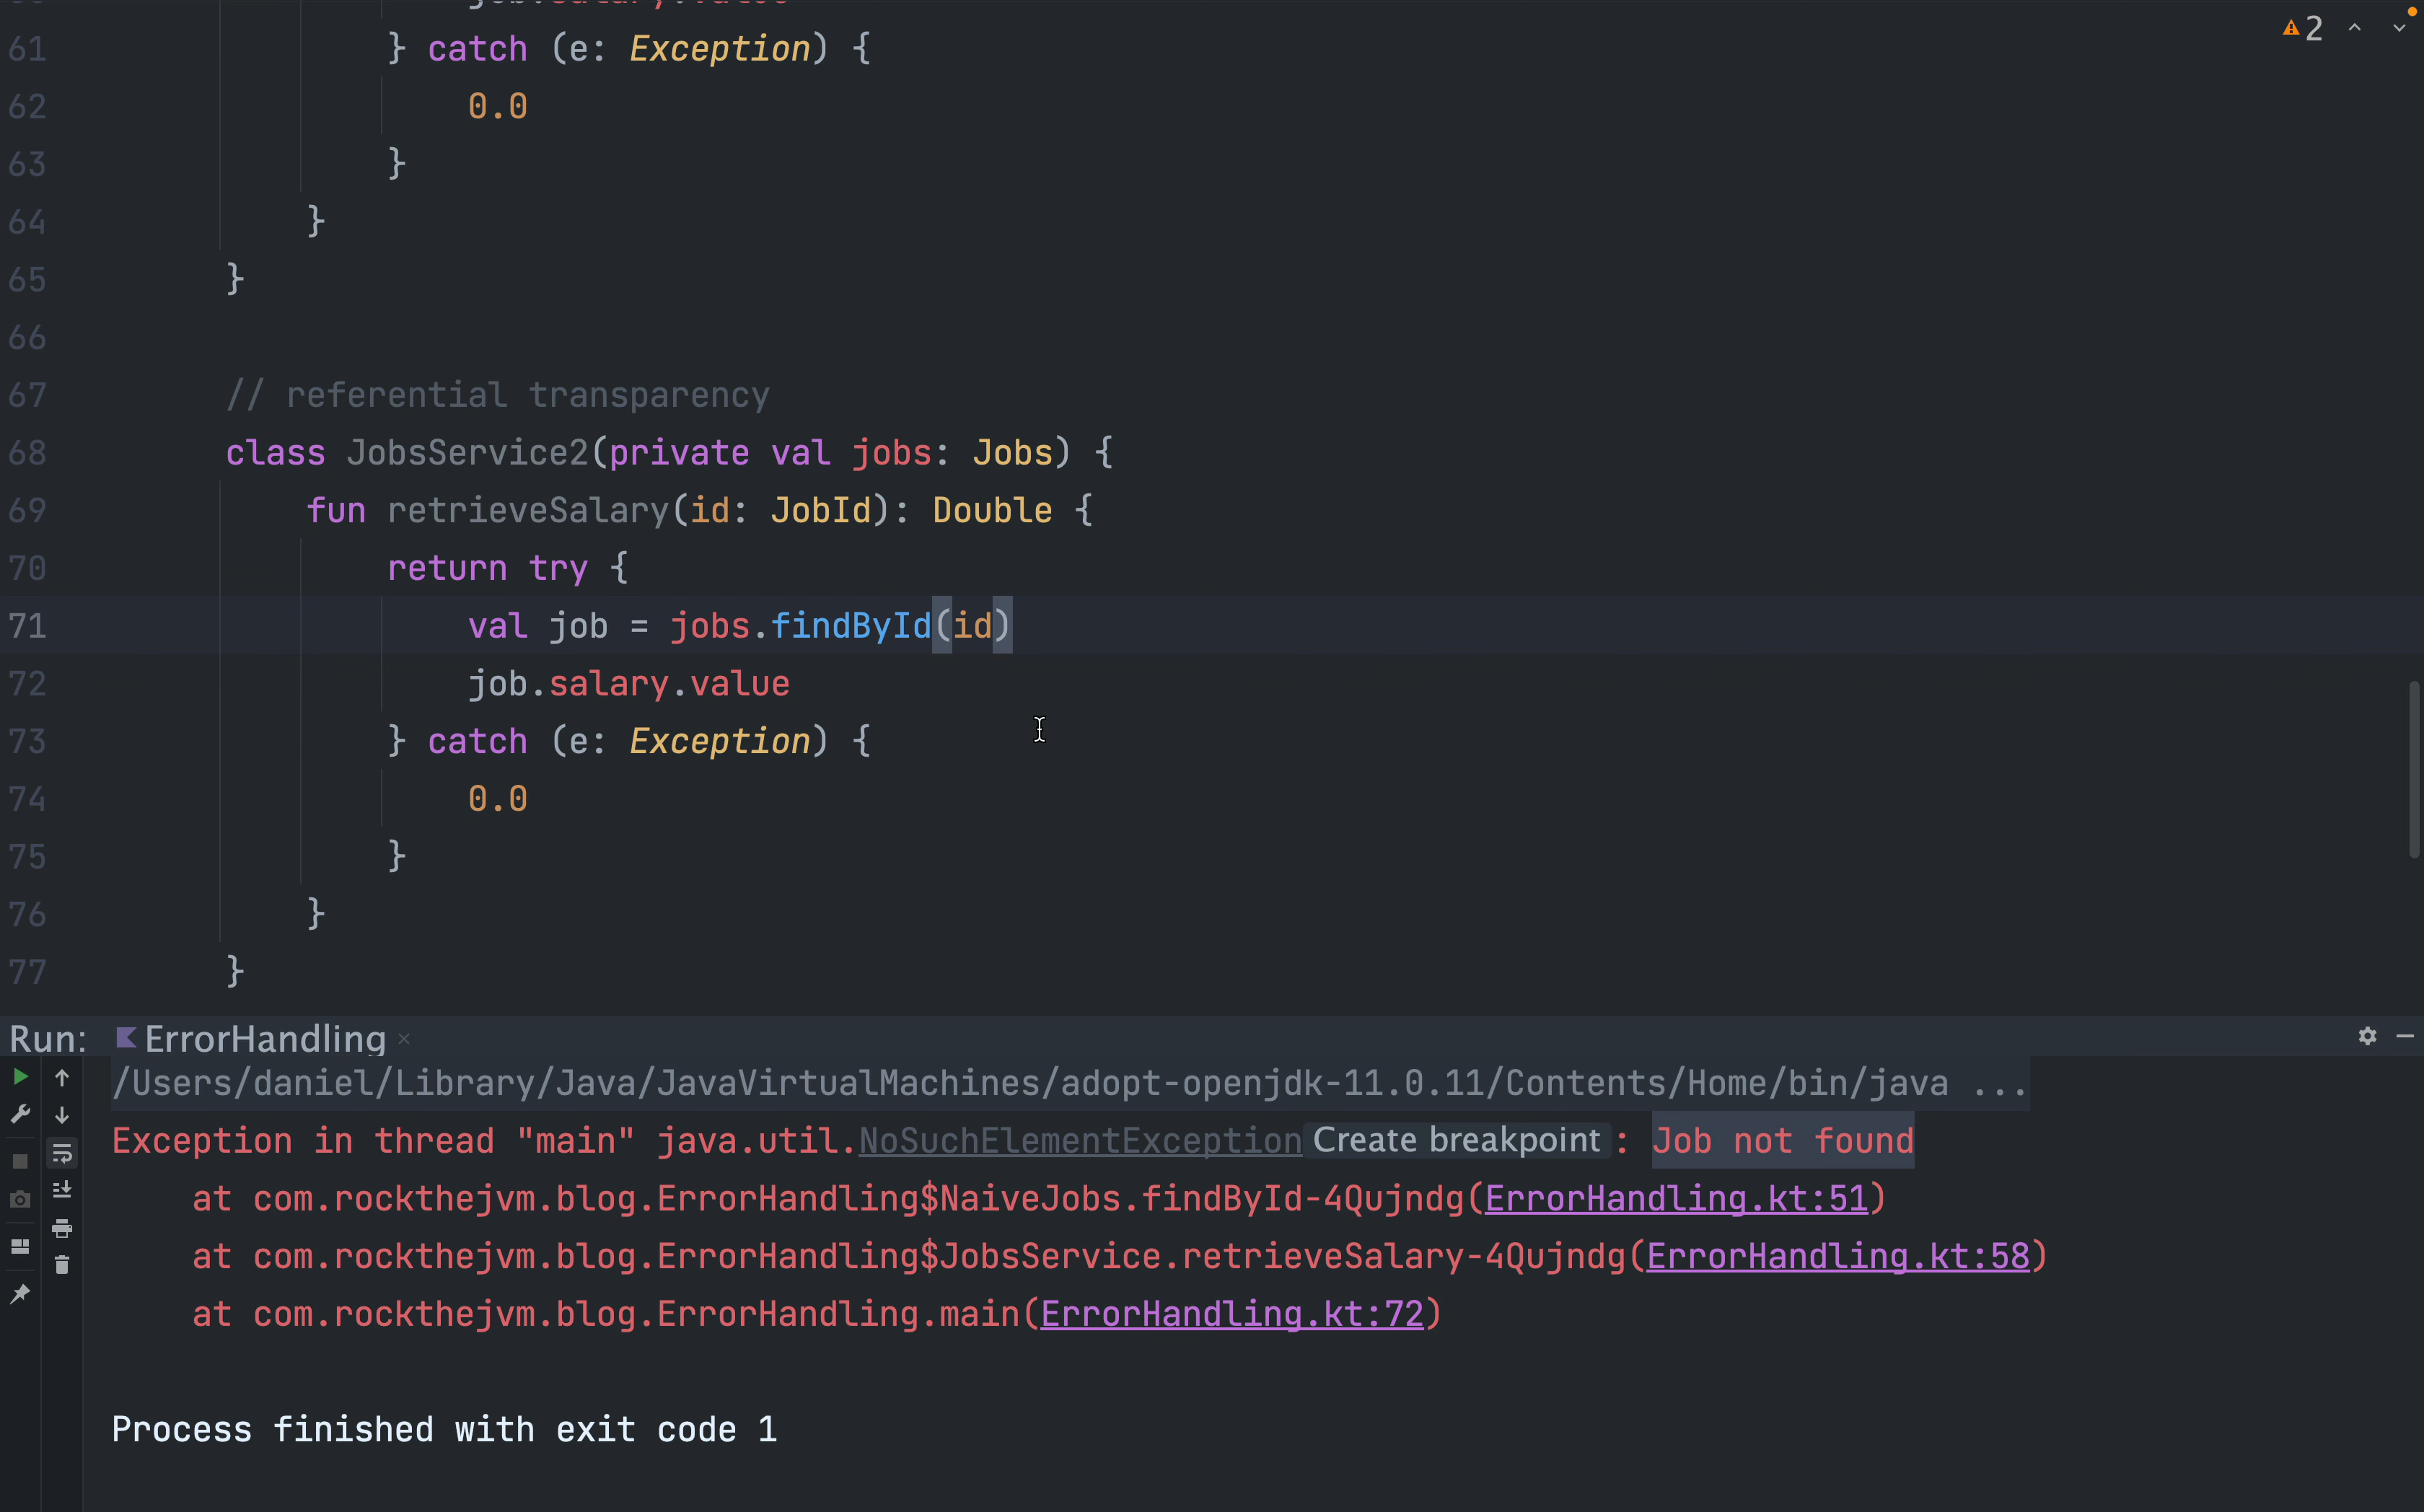 job.salary.value
61 } catch (e: Exception) {
62 0.0
63 }
64 }
65 }
66
67 // referential transparency
68 class JobsService2(private val jobs: Jobs) {
69 fun retrieveSalary(id: JobId): Double {
70 return try {
71 val job = jobs.findById(id)
72 job.salary.value
73 } catch (e: Exception) {
74 0.0
75 }
76 }
77 }
2
Run: ErrorHandling ×
/Users/daniel/Library/Java/JavaVirtualMachines/adopt-openjdk-11.0.11/Contents/Home/bin/java ...
Exception in thread "main" java.util.NoSuchElementException Create breakpoint : Job not found
at com.rockthejvm.blog.ErrorHandling$NaiveJobs.findById-4Qujndg(ErrorHandling.kt:51)
at com.rockthejvm.blog.ErrorHandling$JobsService.retrieveSalary-4Qujndg(ErrorHandling.kt:58)
at com.rockthejvm.blog.ErrorHandling.main(ErrorHandling.kt:72)
Process finished with exit code 1